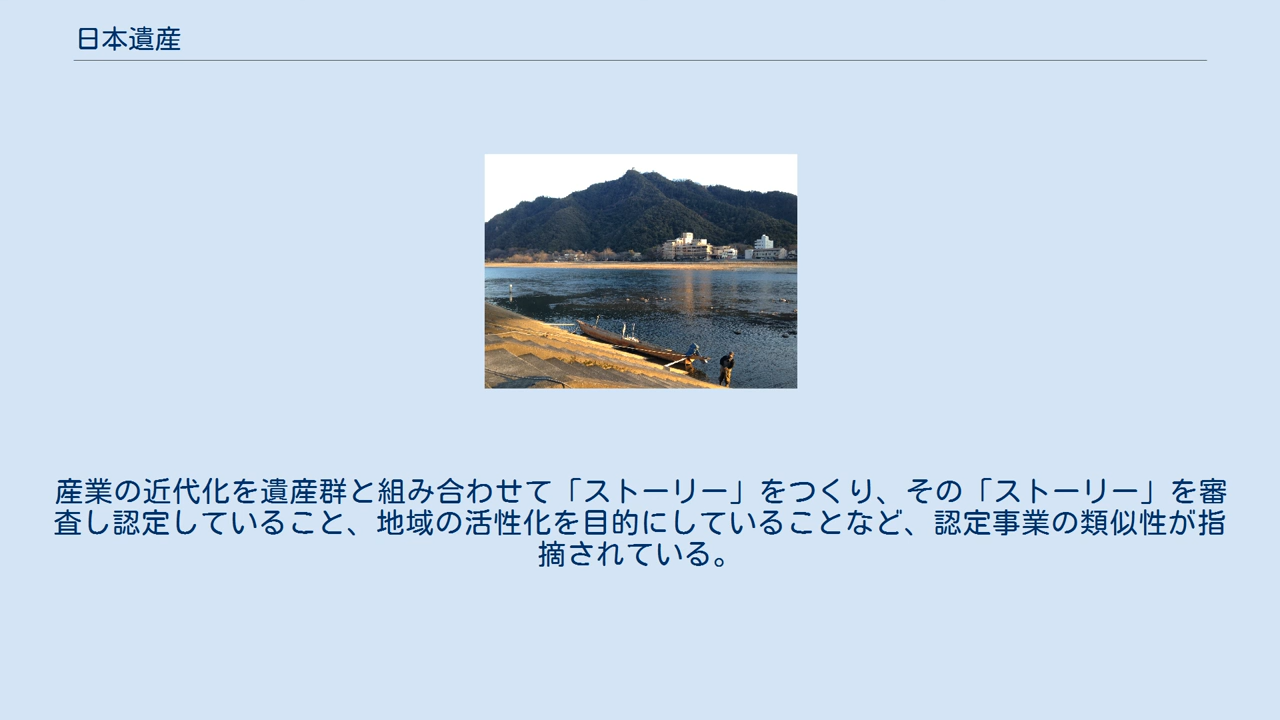 日本遺産
産業の近代化を遺産群と組み合わせて「ストーリー」をつくり、その「ストーリー」を審
査し認定していること、地域の活性化を目的にしていることなど、認定事業の類似性が指
摘されている。